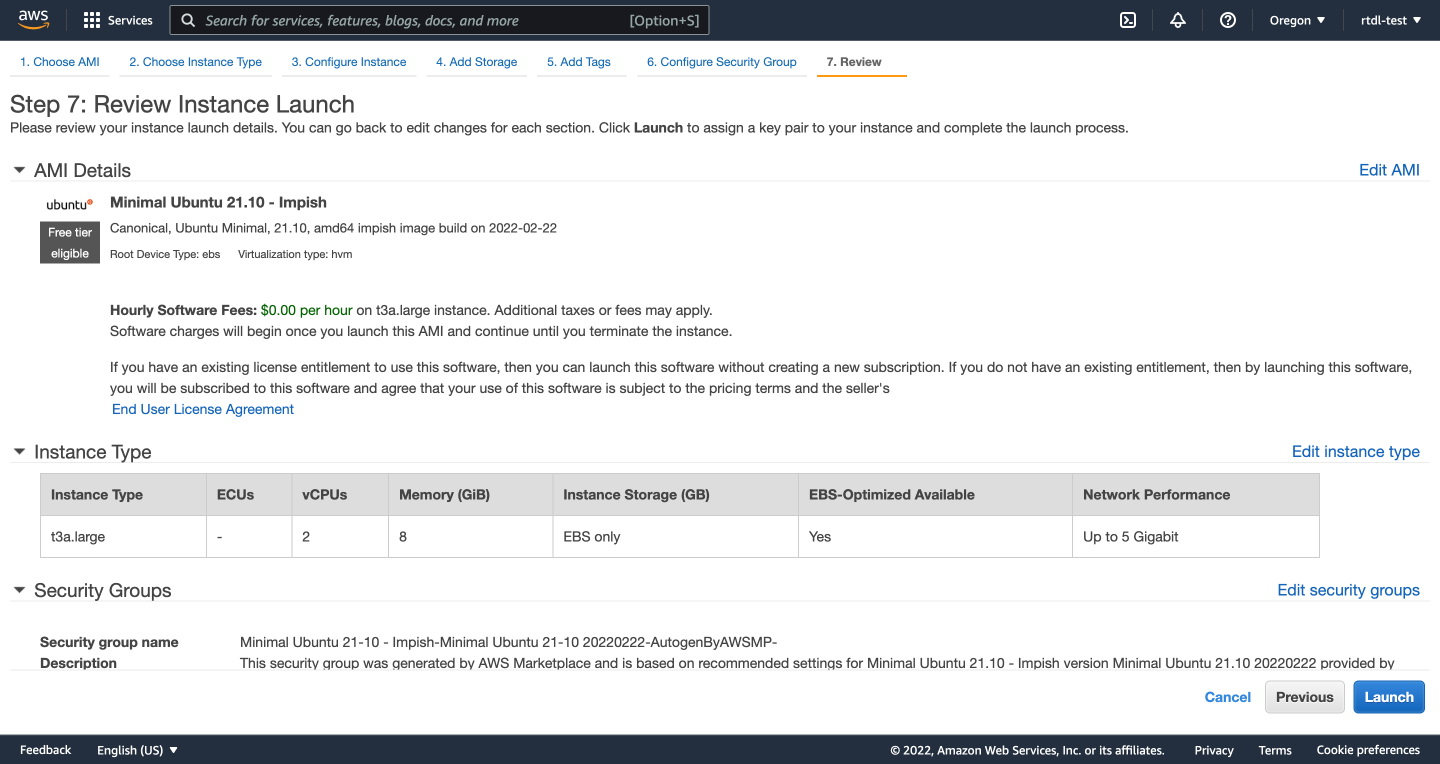 aws
Services
Search for services, features, blogs, docs, and more
[Option+S]
Oregon
rtdl-test
1. Choose AMI
2. Choose Instance Type
3. Configure Instance
4. Add Storage
5. Add Tags
6. Configure Security Group
7. Review
Step 7: Review Instance Launch
Please review your instance launch details. You can go back to edit changes for each section. Click Launch to assign a key pair to your instance and complete the launch process.
AMI Details
Edit AMI
ubuntu
Free tier
eligible
Minimal Ubuntu 21.10 - Impish
Canonical, Ubuntu Minimal, 21.10, amd64 impish image build on 2022-02-22
Root Device Type: ebs Virtualization type: hvm
Hourly Software Fees: $0.00 per hour on t3a.large instance. Additional taxes or fees may apply.
Software charges will begin once you launch this AMI and continue until you terminate the instance.
If you have an existing license entitlement to use this software, then you can launch this software without creating a new subscription. If you do not have an existing entitlement, then by launching this software,
you will be subscribed to this software and agree that your use of this software is subject to the pricing terms and the seller's
End User License Agreement
Instance Type
Edit instance type
Instance Type ECUs vCPUs Memory (GiB) Instance Storage (GB) EBS-Optimized Available Network Performance
t3a.large - 2 8 EBS only Yes Up to 5 Gigabit
Security Groups
Edit security groups
Security group name Minimal Ubuntu 21-10 - Impish-Minimal Ubuntu 21-10 20220222-AutogenByAWSMP-
Description This security group was generated by AWS Marketplace and is based on recommended settings for Minimal Ubuntu 21.10 - Impish version Minimal Ubuntu 21.10 20220222 provided by
Cancel
Previous
Launch
Feedback
English (US)
© 2022, Amazon Web Services, Inc. or its affiliates.
Privacy
Terms
Cookie preferences